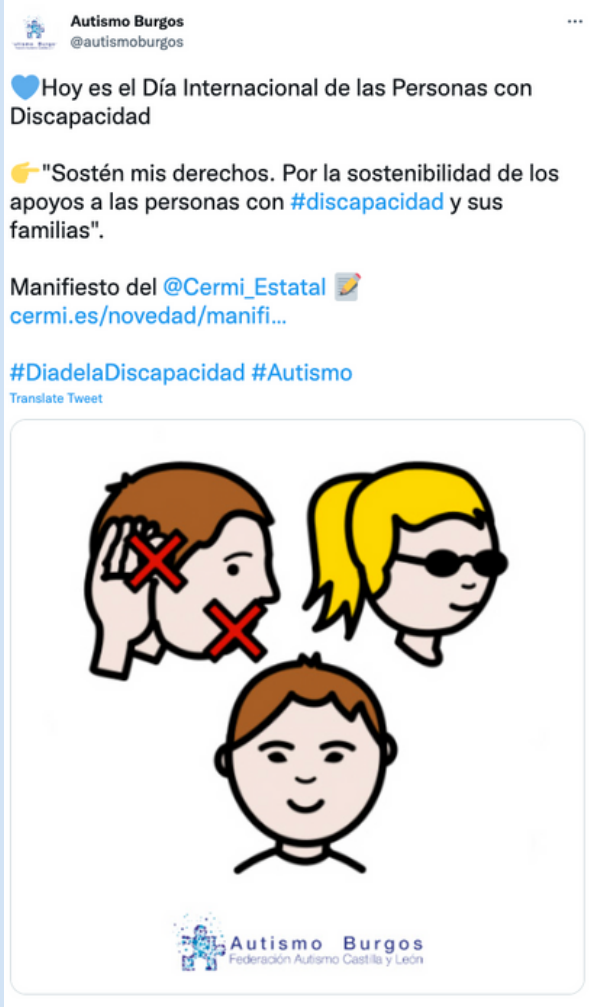 Autismo Burgos
@autismoburgos
💙Hoy es el Día Internacional de las Personas con
Discapacidad
👉"Sostén mis derechos. Por la sostenibilidad de los
apoyos a las personas con #discapacidad y sus
familias".
Manifiesto del @Cermi_Estatal 📝
cermi.es/novedad/manifi...
#DiadelaDiscapacidad #Autismo
Translate Tweet
Autismo Burgos
Federación Autismo Castilla y León